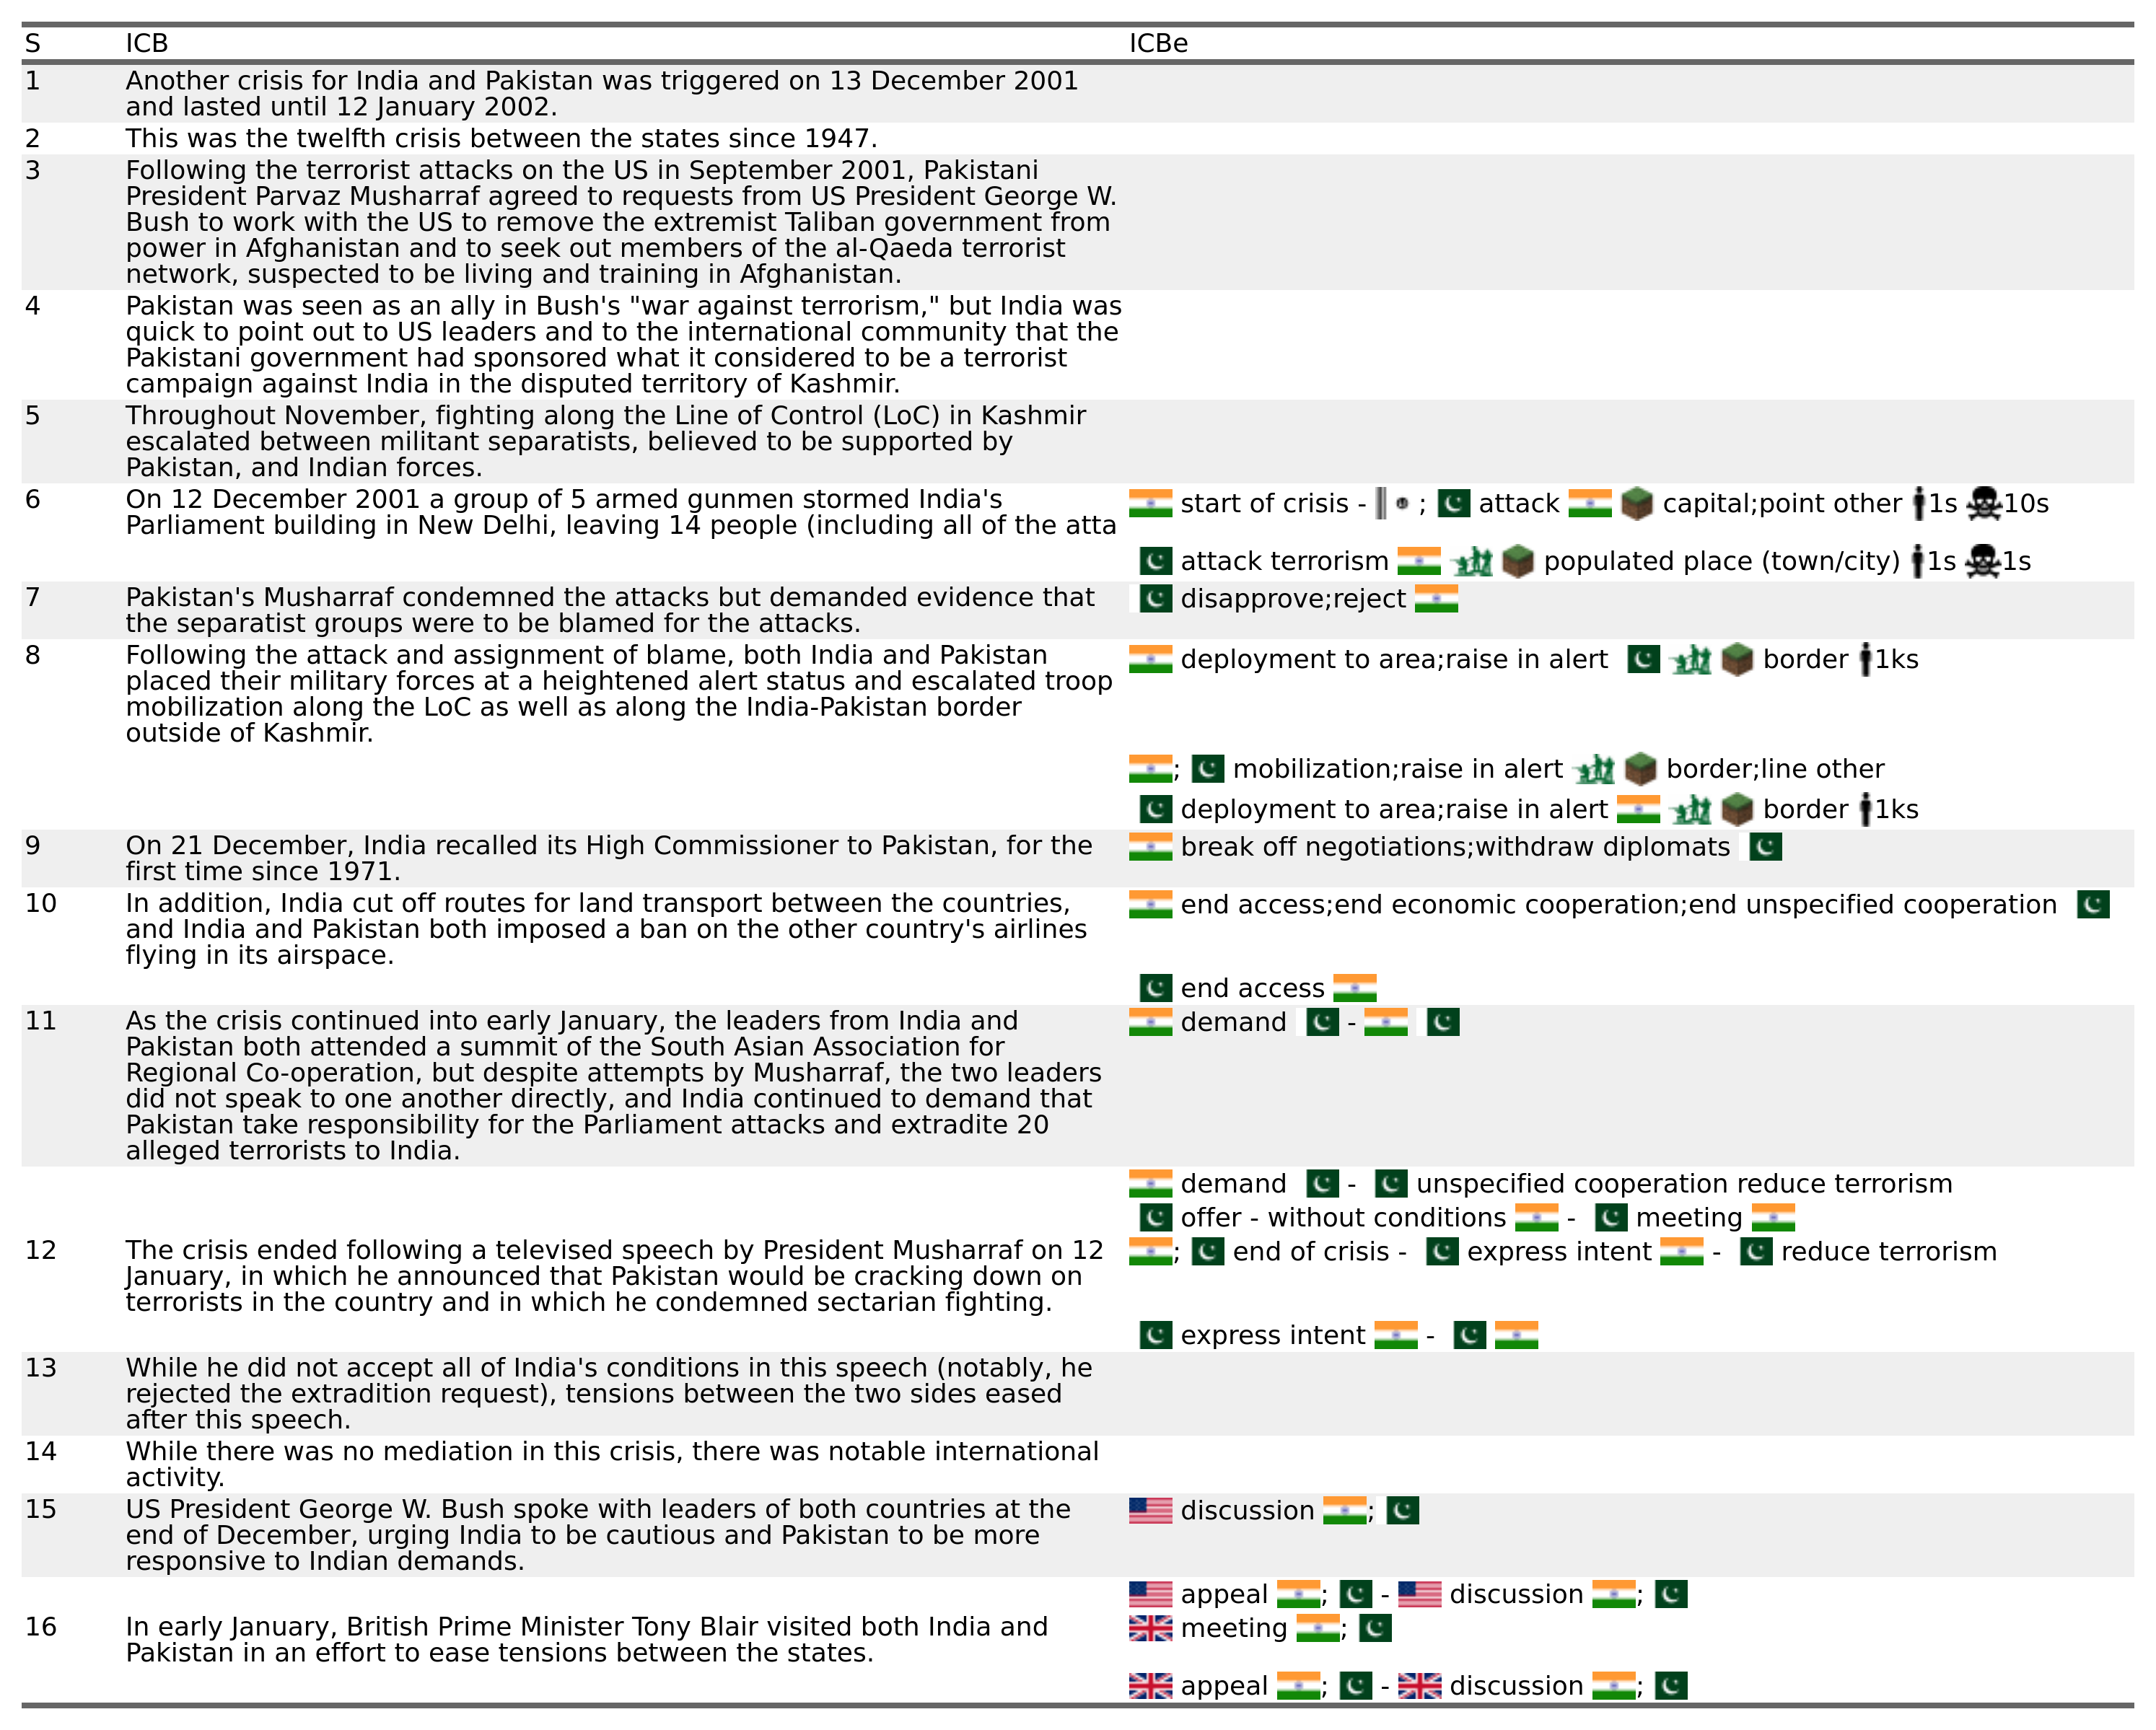 S ICB ICBe
1 Another crisis for India and Pakistan was triggered on 13 December 2001
and lasted until 12 January 2002.
2 This was the twelfth crisis between the states since 1947.
3 Following the terrorist attacks on the US in September 2001, Pakistani
President Parvaz Musharraf agreed to requests from US President George W.
Bush to work with the US to remove the extremist Taliban government from
power in Afghanistan and to seek out members of the al-Qaeda terrorist
network, suspected to be living and training in Afghanistan.
4 Pakistan was seen as an ally in Bush's "war against terrorism," but India was
quick to point out to US leaders and to the international community that the
Pakistani government had sponsored what it considered to be a terrorist
campaign against India in the disputed territory of Kashmir.
5 Throughout November, fighting along the Line of Control (LoC) in Kashmir
escalated between militant separatists, believed to be supported by
Pakistan, and Indian forces.
6 On 12 December 2001 a group of 5 armed gunmen stormed India's
Parliament building in New Delhi, leaving 14 people (including all of the atta
start of crisis - ; attack capital;point other 1s 10s
attack terrorism populated place (town/city) 1s 1s
7 Pakistan's Musharraf condemned the attacks but demanded evidence that
the separatist groups were to be blamed for the attacks.
disapprove;reject
8 Following the attack and assignment of blame, both India and Pakistan
placed their military forces at a heightened alert status and escalated troop
mobilization along the LoC as well as along the India-Pakistan border
outside of Kashmir.
deployment to area;raise in alert border 1ks
; mobilization;raise in alert border;line other
deployment to area;raise in alert border 1ks
9 On 21 December, India recalled its High Commissioner to Pakistan, for the
first time since 1971.
break off negotiations;withdraw diplomats
10 In addition, India cut off routes for land transport between the countries,
and India and Pakistan both imposed a ban on the other country's airlines
flying in its airspace.
end access;end economic cooperation;end unspecified cooperation
end access
11 As the crisis continued into early January, the leaders from India and
Pakistan both attended a summit of the South Asian Association for
Regional Co-operation, but despite attempts by Musharraf, the two leaders
did not speak to one another directly, and India continued to demand that
Pakistan take responsibility for the Parliament attacks and extradite 20
alleged terrorists to India.
demand -
demand - unspecified cooperation reduce terrorism
offer - without conditions - meeting
12 The crisis ended following a televised speech by President Musharraf on 12
January, in which he announced that Pakistan would be cracking down on
terrorists in the country and in which he condemned sectarian fighting.
; end of crisis - express intent - reduce terrorism
express intent -
13 While he did not accept all of India's conditions in this speech (notably, he
rejected the extradition request), tensions between the two sides eased
after this speech.
14 While there was no mediation in this crisis, there was notable international
activity.
15 US President George W. Bush spoke with leaders of both countries at the
end of December, urging India to be cautious and Pakistan to be more
responsive to Indian demands.
discussion ;
appeal ; - discussion ;
16 In early January, British Prime Minister Tony Blair visited both India and
Pakistan in an effort to ease tensions between the states.
meeting ;
appeal ; - discussion ;